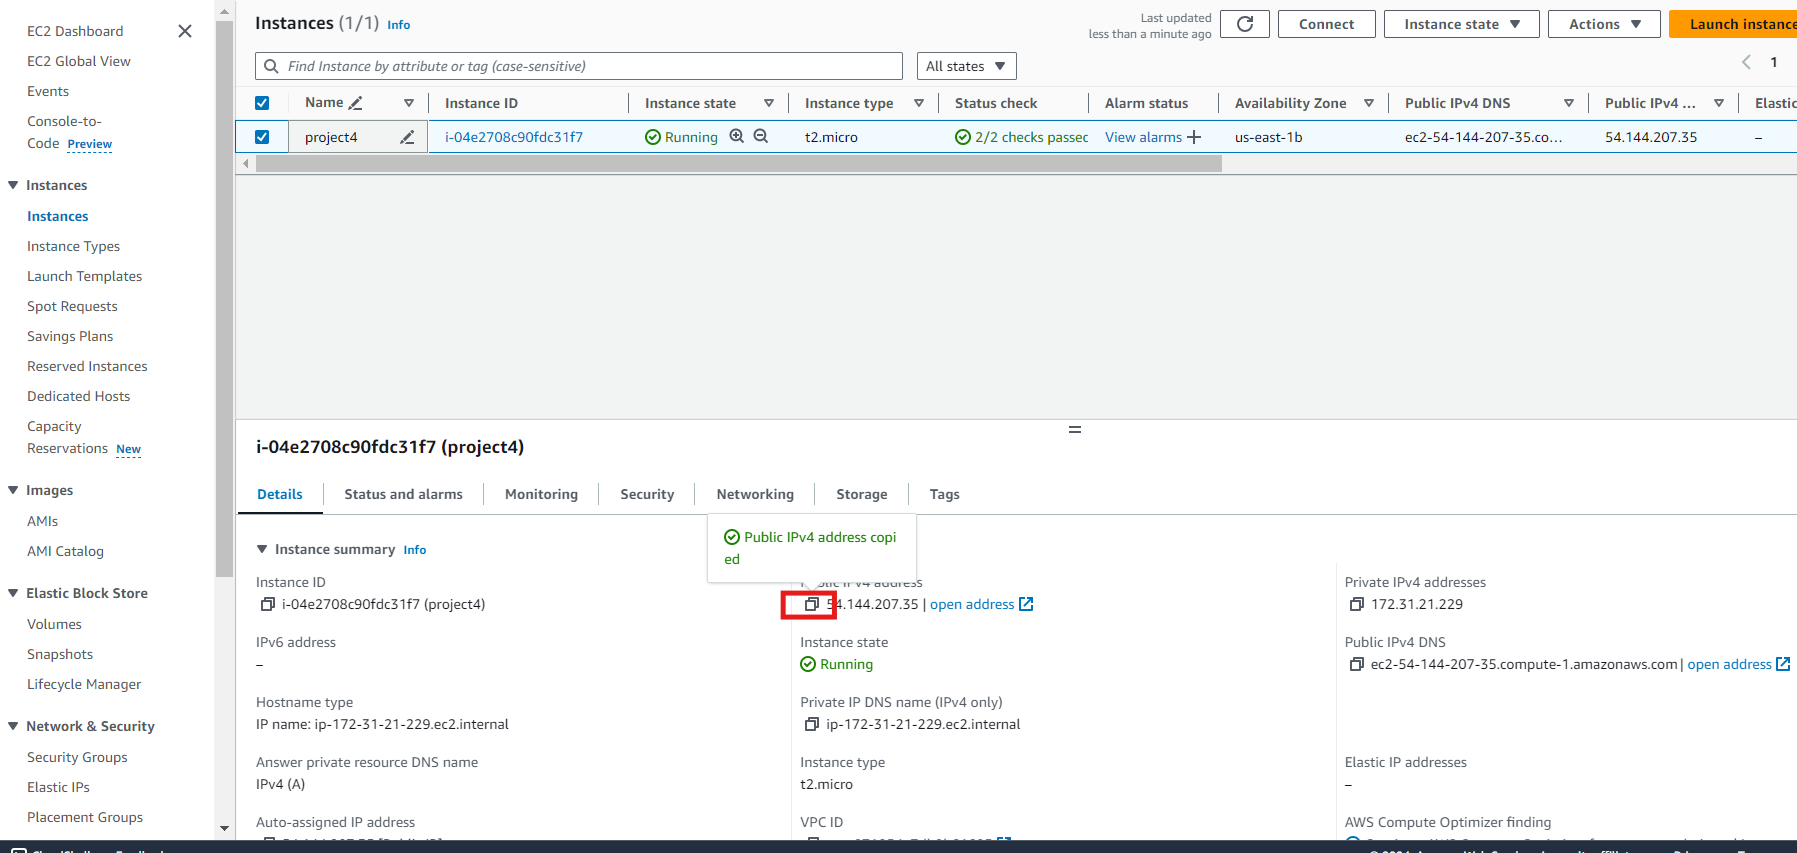 EC2 Dashboard
EC2 Global View
Events
Console-to-
Code Preview
Instances
Instances
Instance Types
Launch Templates
Spot Requests
Savings Plans
Reserved Instances
Dedicated Hosts
Capacity
Reservations New
Images
AMIs
AMI Catalog
Elastic Block Store
Volumes
Snapshots
Lifecycle Manager
Network & Security
Security Groups
Elastic IPs
Placement Groups
Instances (1/1) Info
Last updated
less than a minute ago
Connect
Instance state
Actions
Launch instance
Find Instance by attribute or tag (case-sensitive)
All states
1
Name Instance ID Instance state Instance type Status check Alarm status Availability Zone Public IPv4 DNS Public IPv4 ... Elastic
project4 i-04e2708c90fdc31f7 Running t2.micro 2/2 checks passec View alarms + us-east-1b ec2-54-144-207-35.co... 54.144.207.35 –
i-04e2708c90fdc31f7 (project4)
Details Status and alarms Monitoring Security Networking Storage Tags
Public IPv4 address copi
ed
Instance summary Info
Instance ID
i-04e2708c90fdc31f7 (project4)
Public IPv4 address
54.144.207.35 | open address
Private IPv4 addresses
172.31.21.229
IPv6 address
–
Instance state
Running
Public IPv4 DNS
ec2-54-144-207-35.compute-1.amazonaws.com | open address
Hostname type
IP name: ip-172-31-21-229.ec2.internal
Private IP DNS name (IPv4 only)
ip-172-31-21-229.ec2.internal
Answer private resource DNS name
IPv4 (A)
Instance type
t2.micro
Elastic IP addresses
–
Auto-assigned IP address
VPC ID
AWS Compute Optimizer finding